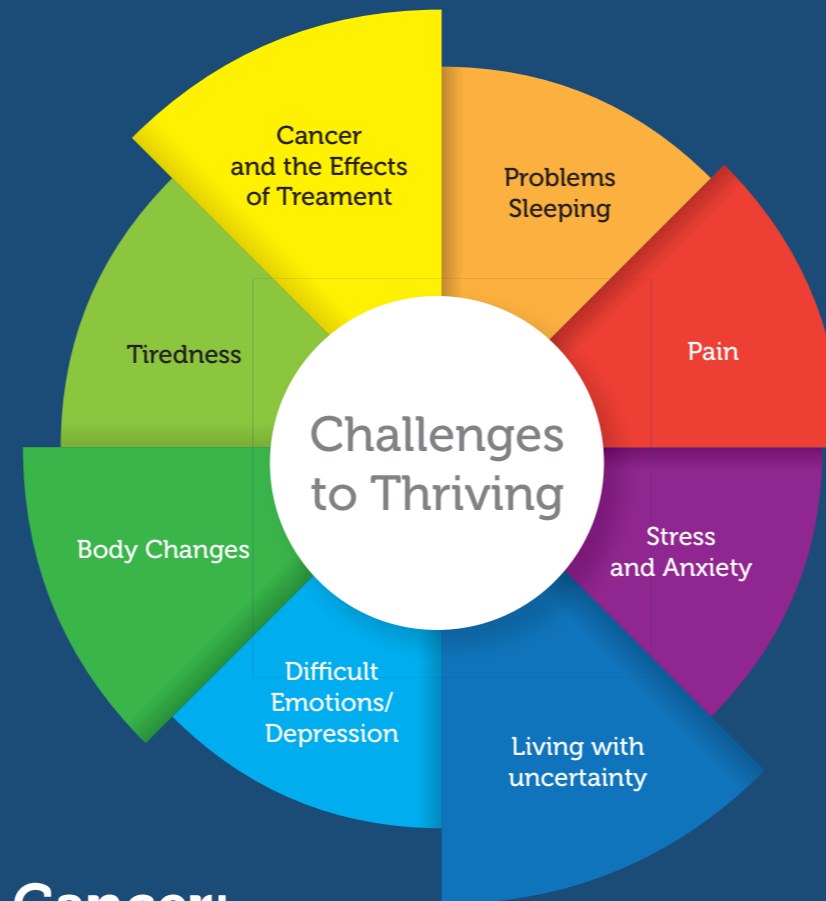 Cancer
and the Effects
of Treament
Problems
Sleeping
Pain
Tiredness
Challenges
to Thriving
Stress
and Anxiety
Body Changes
Difficult
Emotions/
Depression
Living with
uncertainty
Cancer: